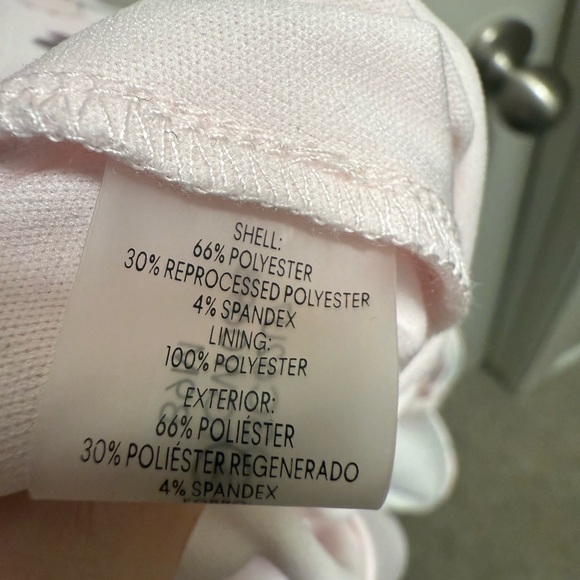 SHELL:
66% POLYESTER
30% REPROCESSED POLYESTER
4% SPANDEX
LINING:
100% POLYESTER
EXTERIOR:
66% POLIÉSTER
30% POLIÉSTER REGENERADO
4% SPANDEX